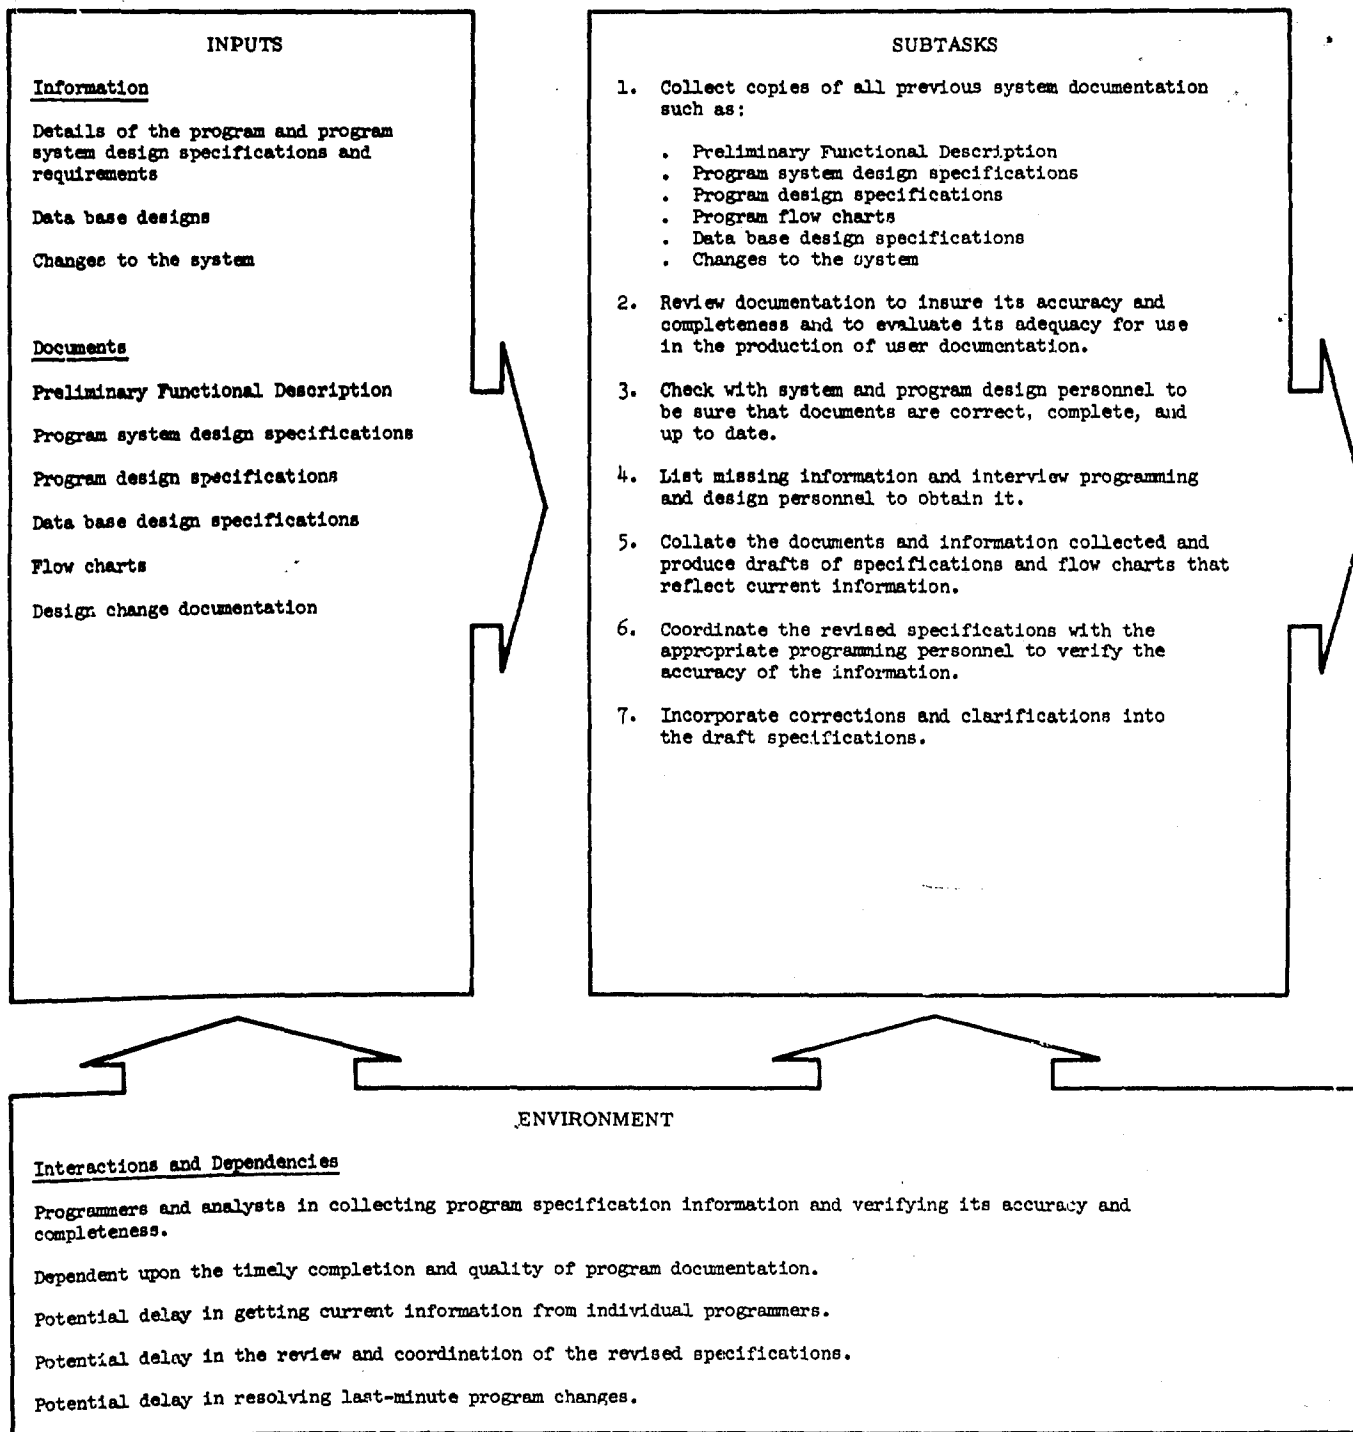 INPUTS
Information
Details of the program and program
system design specifications and
requirements
Data base designs
Changes to the system
Documents
Preliminary Functional Description
Program system design specifications
Program design specifications
Data base design specifications
Flow charts
Design change documentation
SUBTASKS
1. Collect copies of all previous system documentation
such as:
. Preliminary Functional Description
. Program system design specifications
. Program design specifications
. Program flow charts
. Data base design specifications
. Changes to the system
2. Review documentation to insure its accuracy and
completeness and to evaluate its adequacy for use
in the production of user documentation.
3. Check with system and program design personnel to
be sure that documents are correct, complete, and
up to date.
4. List missing information and interview programming
and design personnel to obtain it.
5. Collate the documents and information collected and
produce drafts of specifications and flow charts that
reflect current information.
6. Coordinate the revised specifications with the
appropriate programming personnel to verify the
accuracy of the information.
7. Incorporate corrections and clarifications into
the draft specifications.
ENVIRONMENT
Interactions and Dependencies
Programmers and analysts in collecting program specification information and verifying its accuracy and
completeness.
Dependent upon the timely completion and quality of program documentation.
Potential delay in getting current information from individual programmers.
Potential delay in the review and coordination of the revised specifications.
Potential delay in resolving last-minute program changes.